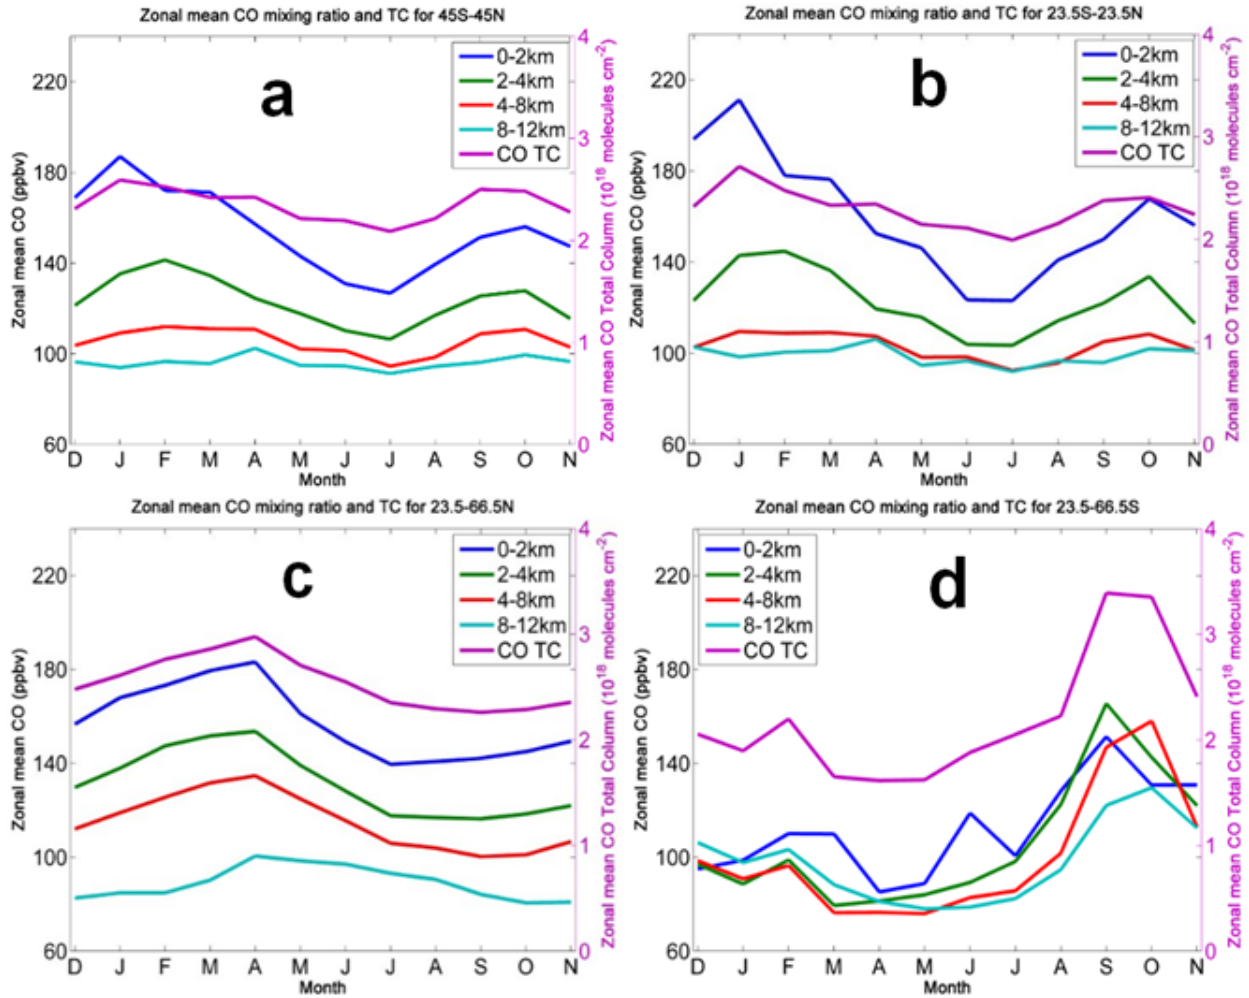 Zonal mean CO mixing ratio and TC for 45S-45N
a
0-2km
2-4km
4-8km
8-12km
CO TC
220
180
140
100
60
Zonal mean CO (ppbv)
4
3
2
1
0
Zonal mean CO Total Column (10^18 molecules cm^-2)
D J F M A M J J A S O N
Month
Zonal mean CO mixing ratio and TC for 23.5S-23.5N
b
0-2km
2-4km
4-8km
8-12km
CO TC
220
180
140
100
60
Zonal mean CO (ppbv)
4
3
2
1
0
Zonal mean CO Total Column (10^18 molecules cm^-2)
D J F M A M J J A S O N
Month
Zonal mean CO mixing ratio and TC for 23.5-66.5N
c
0-2km
2-4km
4-8km
8-12km
CO TC
220
180
140
100
60
Zonal mean CO (ppbv)
4
3
2
1
0
Zonal mean CO Total Column (10^18 molecules cm^-2)
D J F M A M J J A S O N
Month
Zonal mean CO mixing ratio and TC for 23.5-66.5S
d
0-2km
2-4km
4-8km
8-12km
CO TC
220
180
140
100
60
Zonal mean CO (ppbv)
4
3
2
1
0
Zonal mean CO Total Column (10^18 molecules cm^-2)
D J F M A M J J A S O N
Month